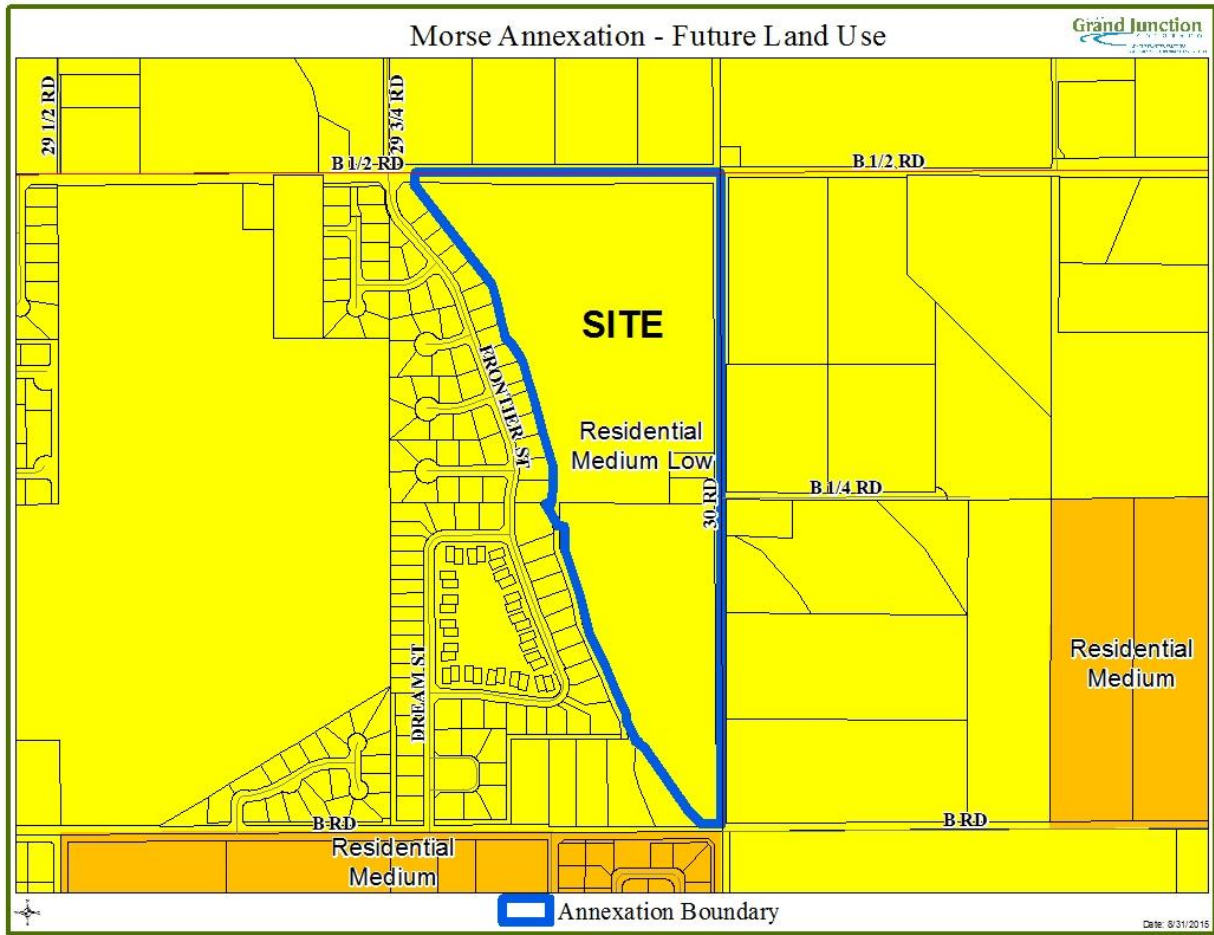 Morse Annexation - Future Land Use
Grand Junction
COLORADO
29 1/2 RD
29 3/4 RD
B 1/2 RD
B 1/2 RD
SITE
FRONTIER ST
Residential
Medium Low
30 RD
B 1/4 RD
DREAM ST
Residential
Medium
B RD
B RD
Residential
Medium
Annexation Boundary
Date: 8/31/2015